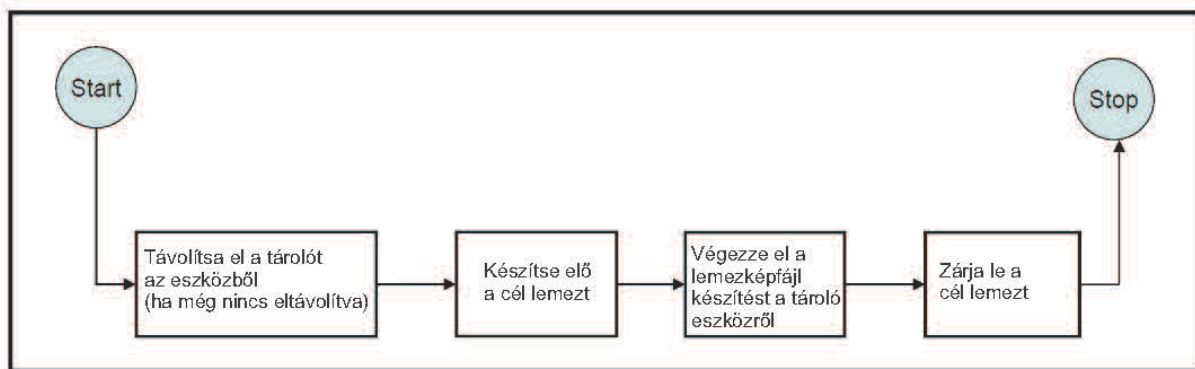 Start
Stop
Távolítsa el a tárolót
az eszközből
(ha még nincs eltávolítva)
Készítse elő
a cél lemezt
Végezze el a
lemezképfájl
készítést a tároló
eszközről
Zárja le a
cél lemezt